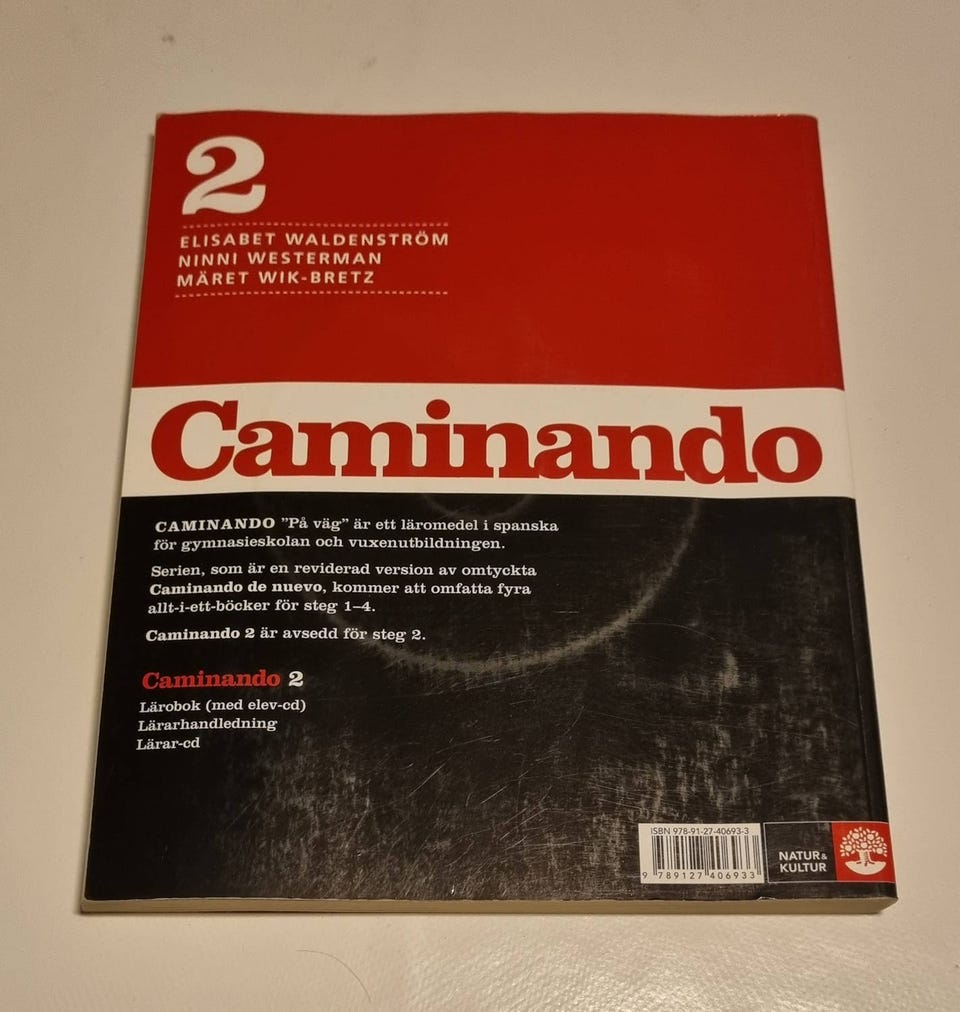 2
ELISABET WALDENSTRÖM
NINNI WESTERMAN
MÄRET WIK-BRETZ
Caminando
CAMINANDO ”På väg” är ett läromedel i spanska
för gymnasieskolan och vuxenutbildningen.
Serien, som är en reviderad version av omtyckta
Caminando de nuevo, kommer att omfatta fyra
allt-i-ett-böcker för steg 1–4.
Caminando 2 är avsedd för steg 2.
Caminando 2
Lärobok (med elev-cd)
Lärarhandledning
Lärar-cd
ISBN 978-91-27-40693-3
9 789127 406933
NATUR &
KULTUR